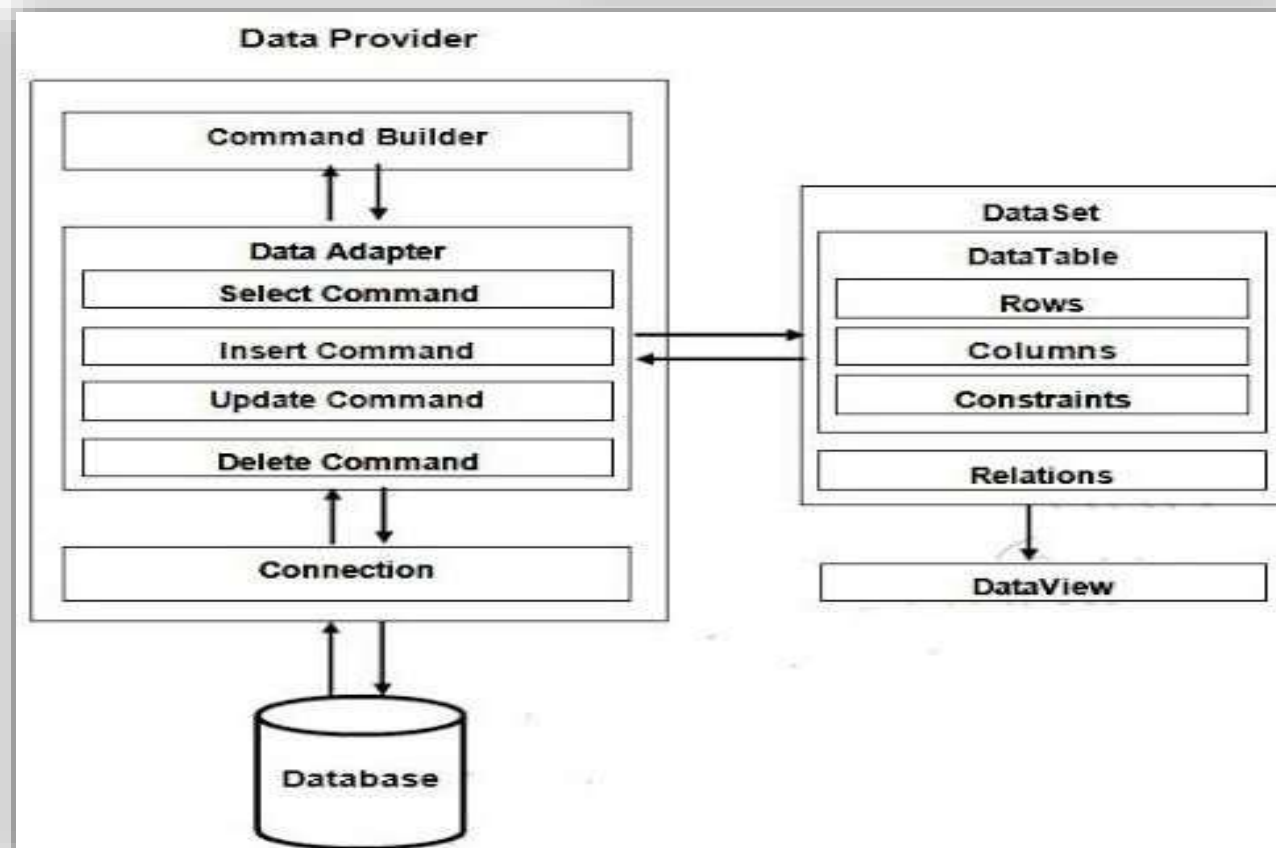 Data Provider
Command Builder
Data Adapter
Select Command
Insert Command
Update Command
Delete Command
Connection
Database
DataSet
DataTable
Rows
Columns
Constraints
Relations
DataView